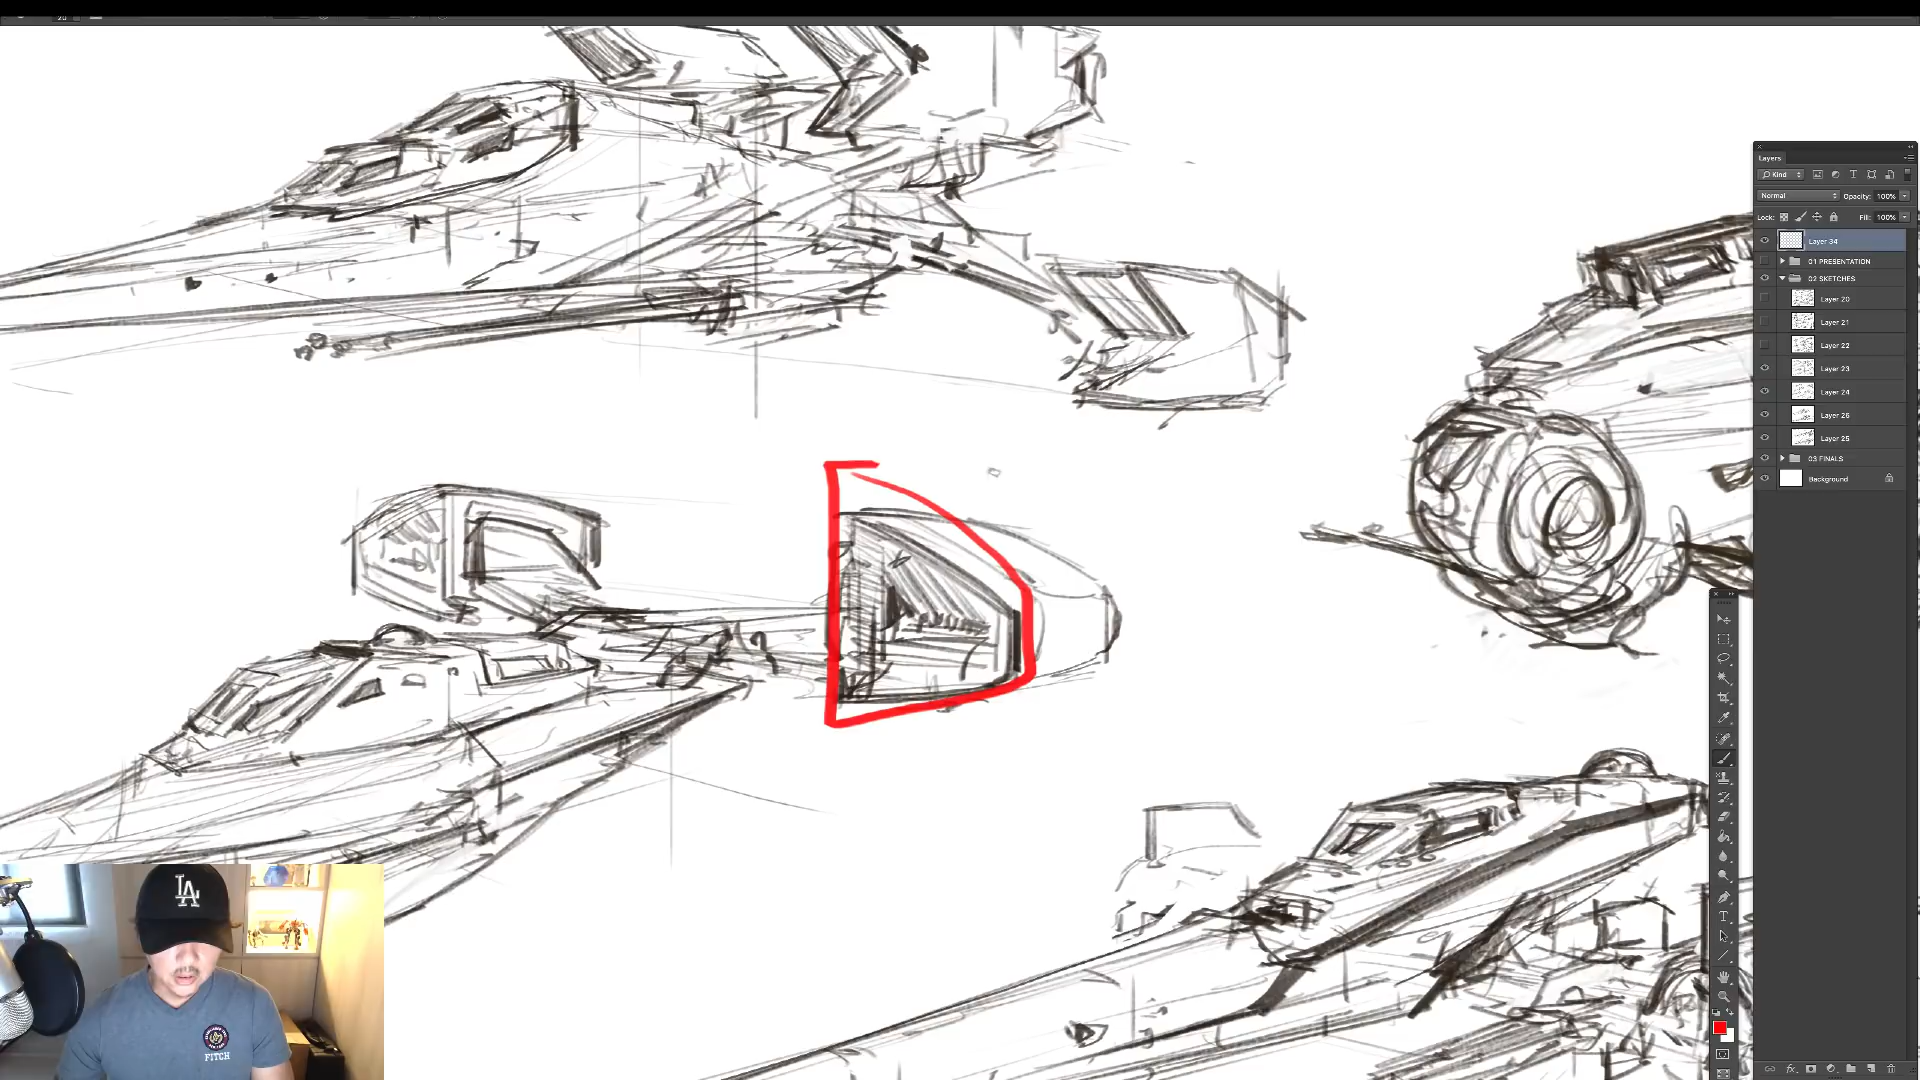 20
Layers
Kind
Normal
Opacity: 100%
Lock:
Fill: 100%
Layer 34
01 PRESENTATION
02 SKETCHES
Layer 20
Layer 21
Layer 22
Layer 23
Layer 24
Layer 26
Layer 25
03 FINALS
Background
LA
FITCH